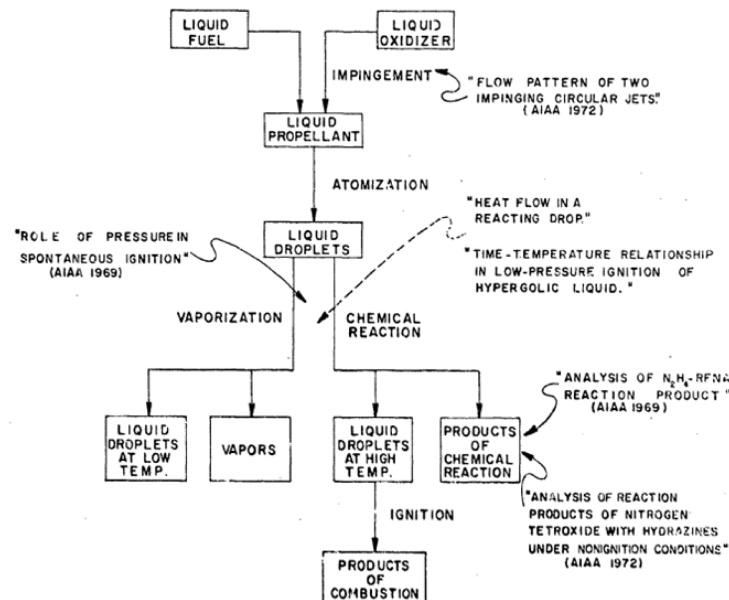 LIQUID
FUEL
LIQUID
OXIDIZER
IMPINGEMENT
"FLOW PATTERN OF TWO
IMPINGING CIRCULAR JETS."
(AIAA 1972)
LIQUID
PROPELLANT
ATOMIZATION
"HEAT FLOW IN A
REACTING DROP."
LIQUID
DROPLETS
"ROLE OF PRESSURE IN
SPONTANEOUS IGNITION"
(AIAA 1969)
"TIME-TEMPERATURE RELATIONSHIP
IN LOW-PRESSURE IGNITION OF
HYPERGOLIC LIQUID."
VAPORIZATION
CHEMICAL
REACTION
"ANALYSIS OF N₂H₄-RFNA
REACTION PRODUCT"
(AIAA 1969)
LIQUID
DROPLETS
AT LOW
TEMP.
VAPORS
LIQUID
DROPLETS
AT HIGH
TEMP.
PRODUCTS
OF
CHEMICAL
REACTION
IGNITION
"ANALYSIS OF REACTION
PRODUCTS OF NITROGEN
TETROXIDE WITH HYDRAZINES
UNDER NONIGNITION CONDITIONS"
(AIAA 1972)
PRODUCTS
OF
COMBUSTION